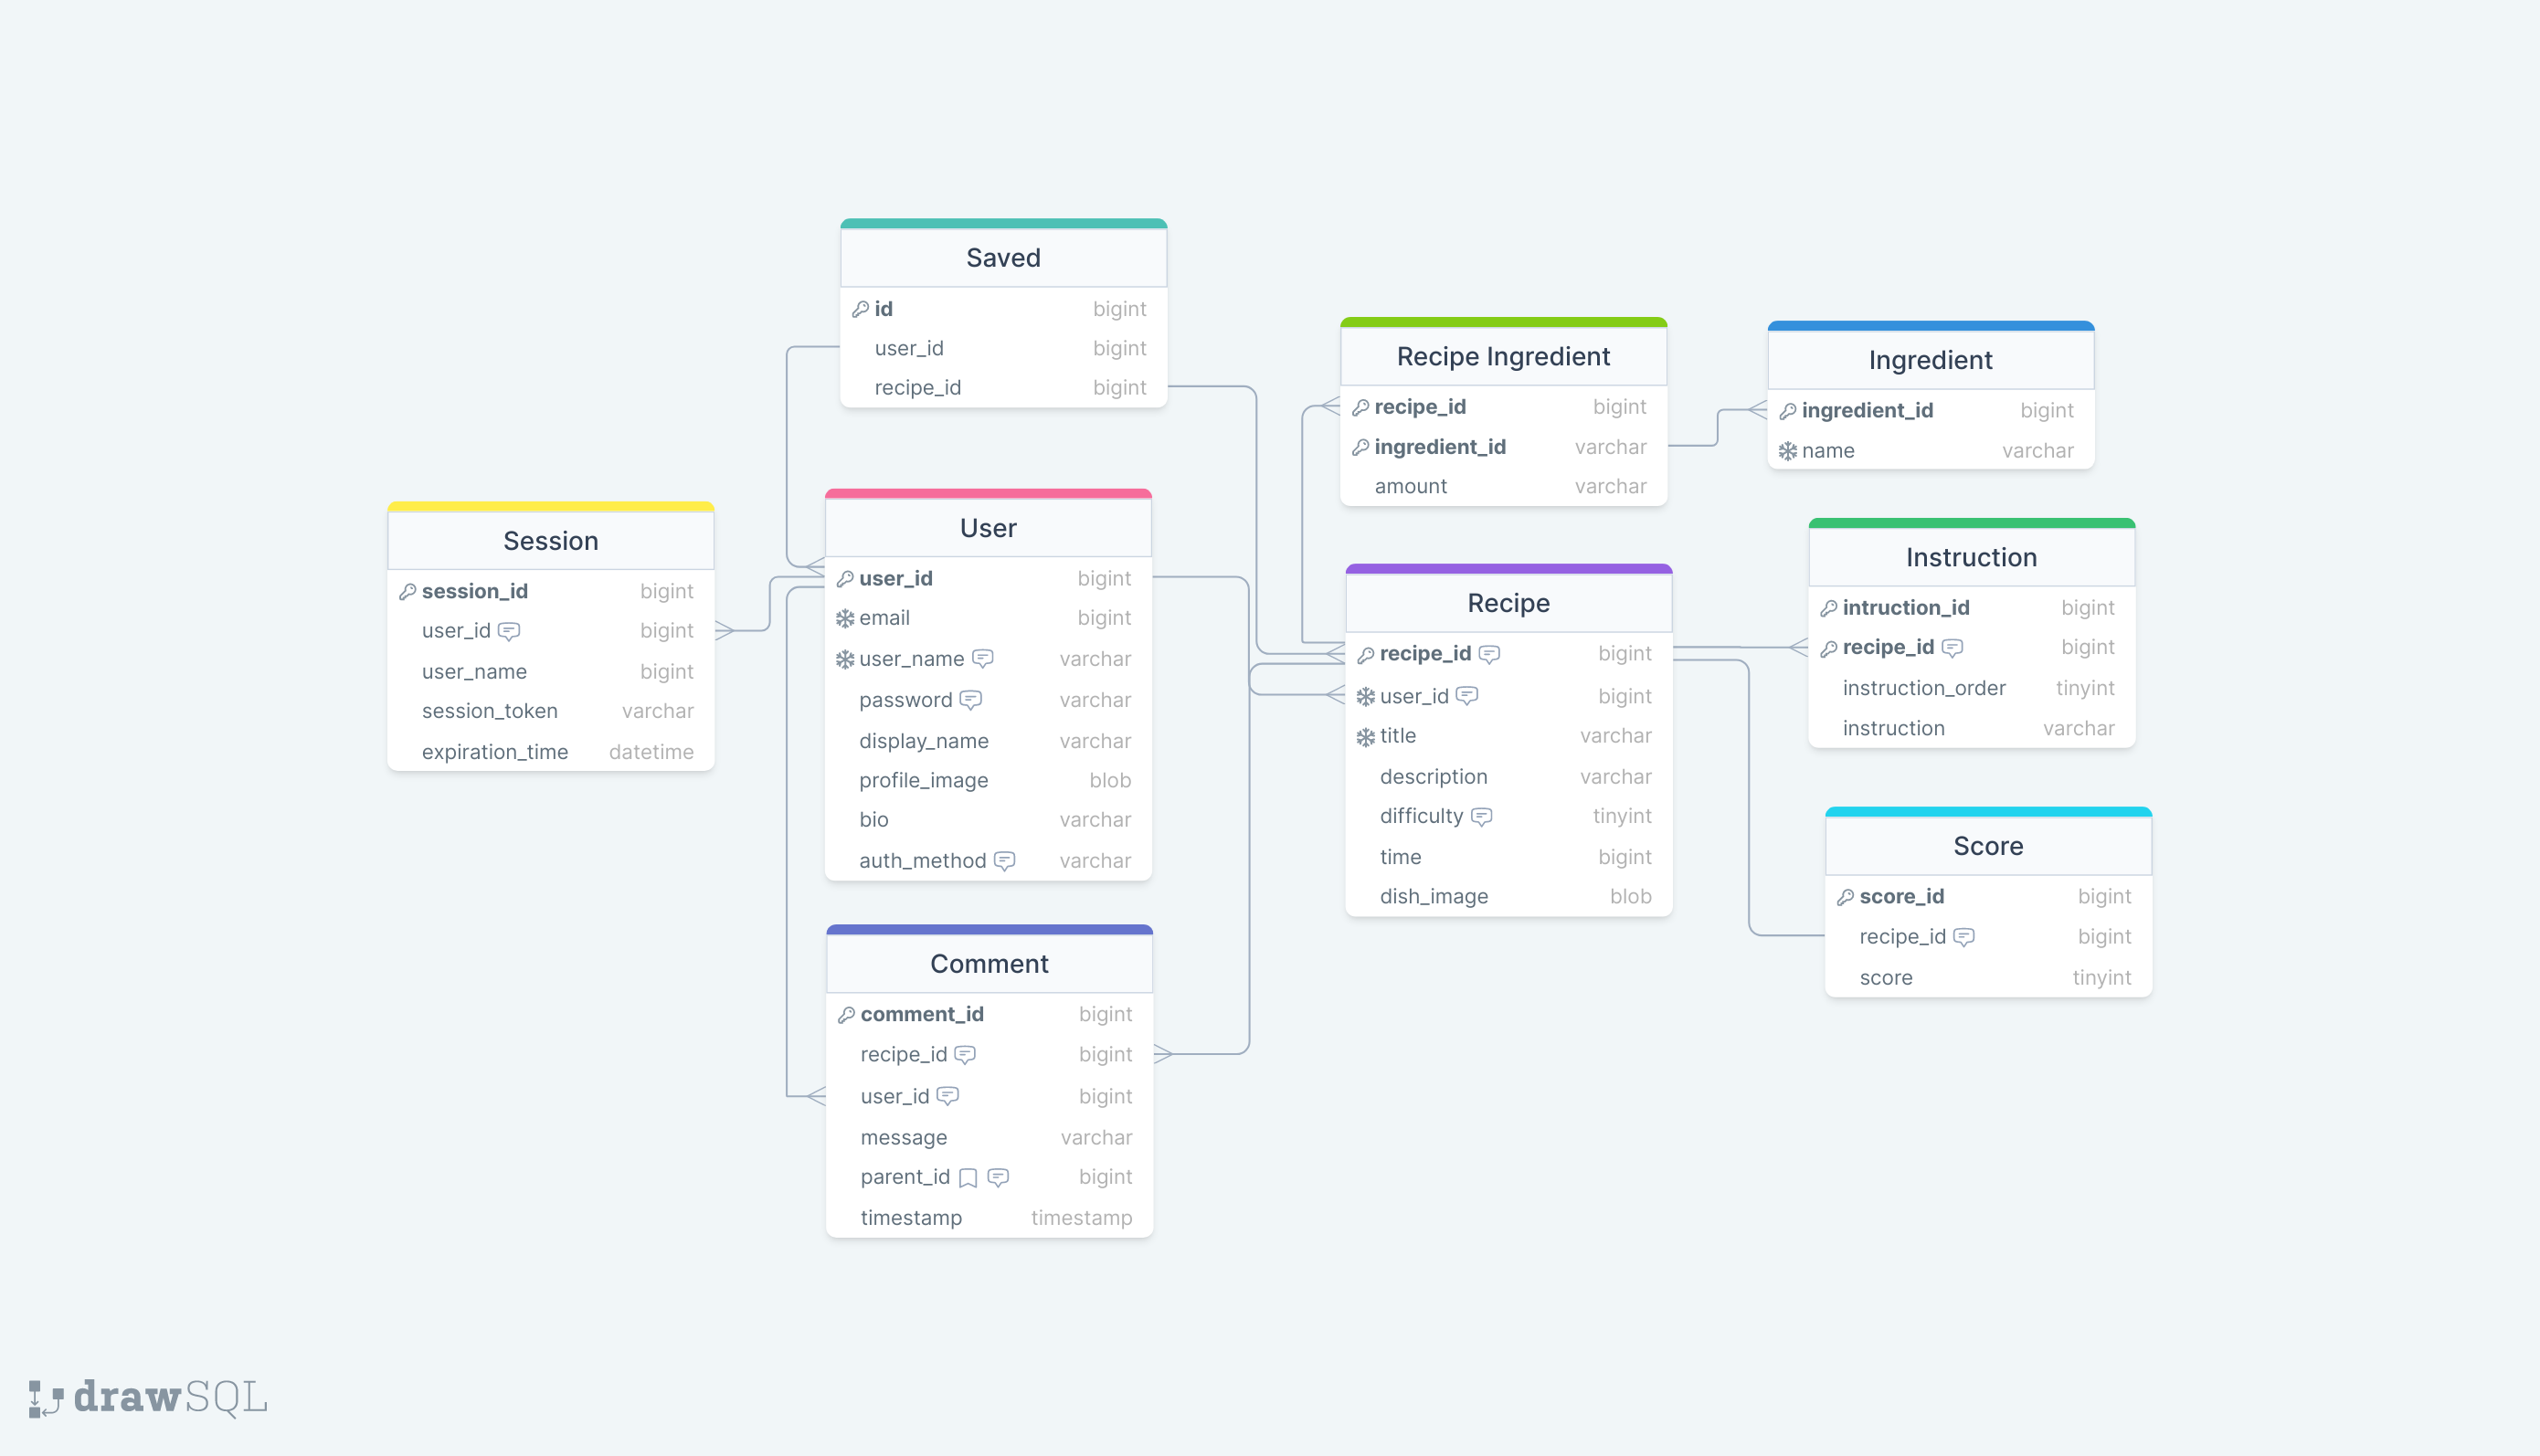 Saved
id bigint
user_id bigint
recipe_id bigint
Session
session_id bigint
user_id bigint
user_name bigint
session_token varchar
expiration_time datetime
User
user_id bigint
email bigint
user_name varchar
password varchar
display_name varchar
profile_image blob
bio varchar
auth_method varchar
Comment
comment_id bigint
recipe_id bigint
user_id bigint
message varchar
parent_id bigint
timestamp timestamp
Recipe Ingredient
recipe_id bigint
ingredient_id varchar
amount varchar
Ingredient
ingredient_id bigint
name varchar
Recipe
recipe_id bigint
user_id bigint
title varchar
description varchar
difficulty tinyint
time bigint
dish_image blob
Instruction
intruction_id bigint
recipe_id bigint
instruction_order tinyint
instruction varchar
Score
score_id bigint
recipe_id bigint
score tinyint
drawSQL